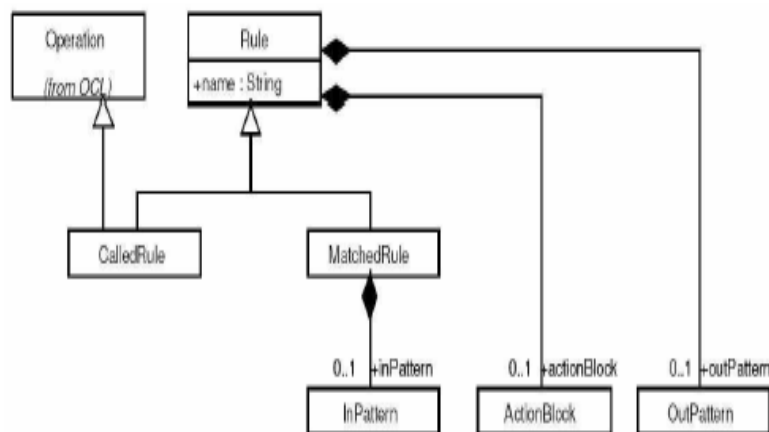 Operation
(from OCL)
Rule
+name : String
CalledRule
MatchedRule
0..1 +inPattern
0..1 +actionBlock
0..1 +outPattern
InPattern
ActionBlock
OutPattern